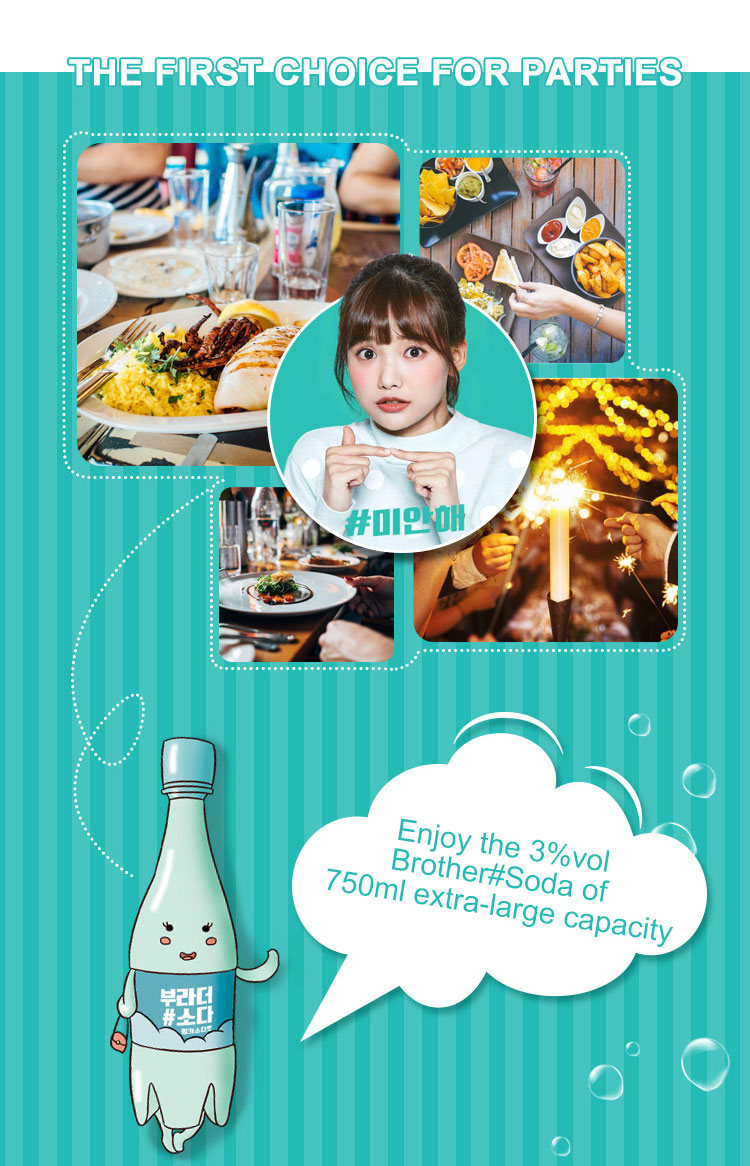 THE FIRST CHOICE FOR PARTIES
#미안해
Enjoy the 3%vol
Brother#Soda of
750ml extra-large capacity
부라더
#소다